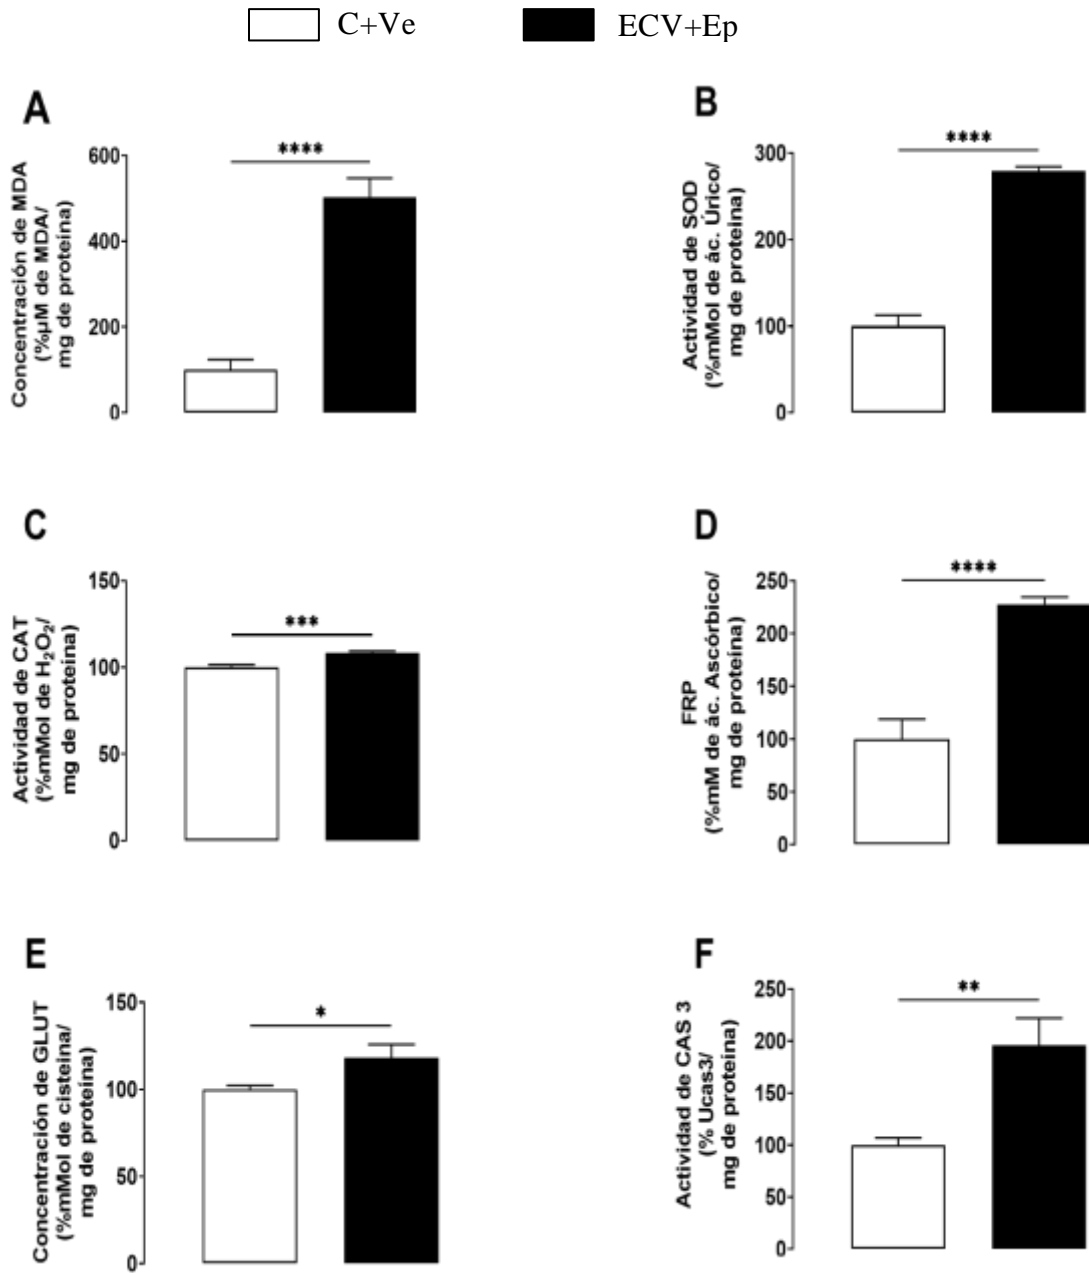 C+Ve
ECV+Ep
A
Concentración de MDA
(%µM de MDA/
mg de proteína)
600
400
200
0
****
B
Actividad de SOD
(%mMol de ác. Úrico/
mg de proteína)
300
200
100
0
****
C
Actividad de CAT
(%mMol de H₂O₂/
mg de proteína)
150
100
50
0
***
D
FRP
(%mM de ác. Ascórbico/
mg de proteína)
250
200
150
100
50
0
****
E
Concentración de GLUT
(%mMol de cisteína/
mg de proteína)
150
100
50
0
*
F
Actividad de CAS 3
(% Ucas3/
mg de proteína)
250
200
150
100
50
0
**